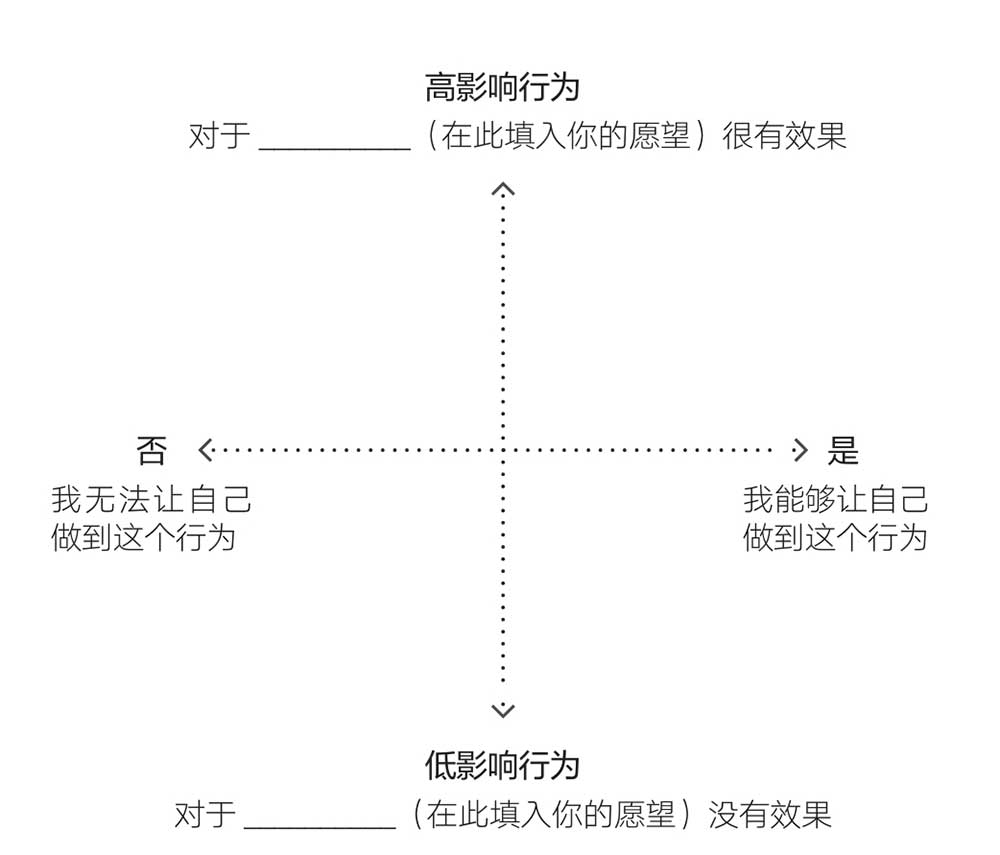 高影响行为
对于 __________（在此填入你的愿望）很有效果
否
是
我无法让自己
做到这个行为
我能够让自己
做到这个行为
低影响行为
对于 __________（在此填入你的愿望）没有效果